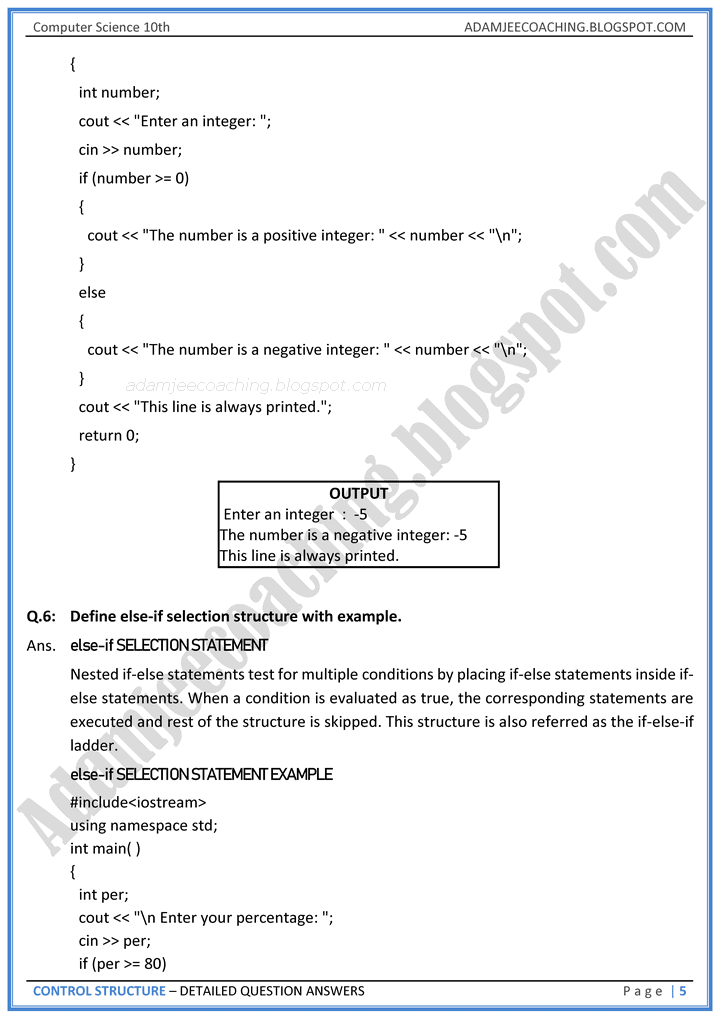 Computer Science 10th ADAMJEECOACHING.BLOGSPOT.COM
{
int number;
cout << "Enter an integer: ";
cin >> number;
if (number >= 0)
{
cout << "The number is a positive integer: " << number << "\n";
}
else
{
cout << "The number is a negative integer: " << number << "\n";
}
adamjeecoaching.blogspot.com
cout << "This line is always printed.";
return 0;
}
OUTPUT
Enter an integer : -5
The number is a negative integer: -5
This line is always printed.
Adamjeecoaching.blogspot.com
Q.6: Define else-if selection structure with example.
Ans. else-if SELECTION STATEMENT
Nested if-else statements test for multiple conditions by placing if-else statements inside if-
else statements. When a condition is evaluated as true, the corresponding statements are
executed and rest of the structure is skipped. This structure is also referred as the if-else-if
ladder.
else-if SELECTION STATEMENT EXAMPLE
#include<iostream>
using namespace std;
int main( )
{
int per;
cout << "\n Enter your percentage: ";
cin >> per;
if (per >= 80)
CONTROL STRUCTURE – DETAILED QUESTION ANSWERS Page | 5